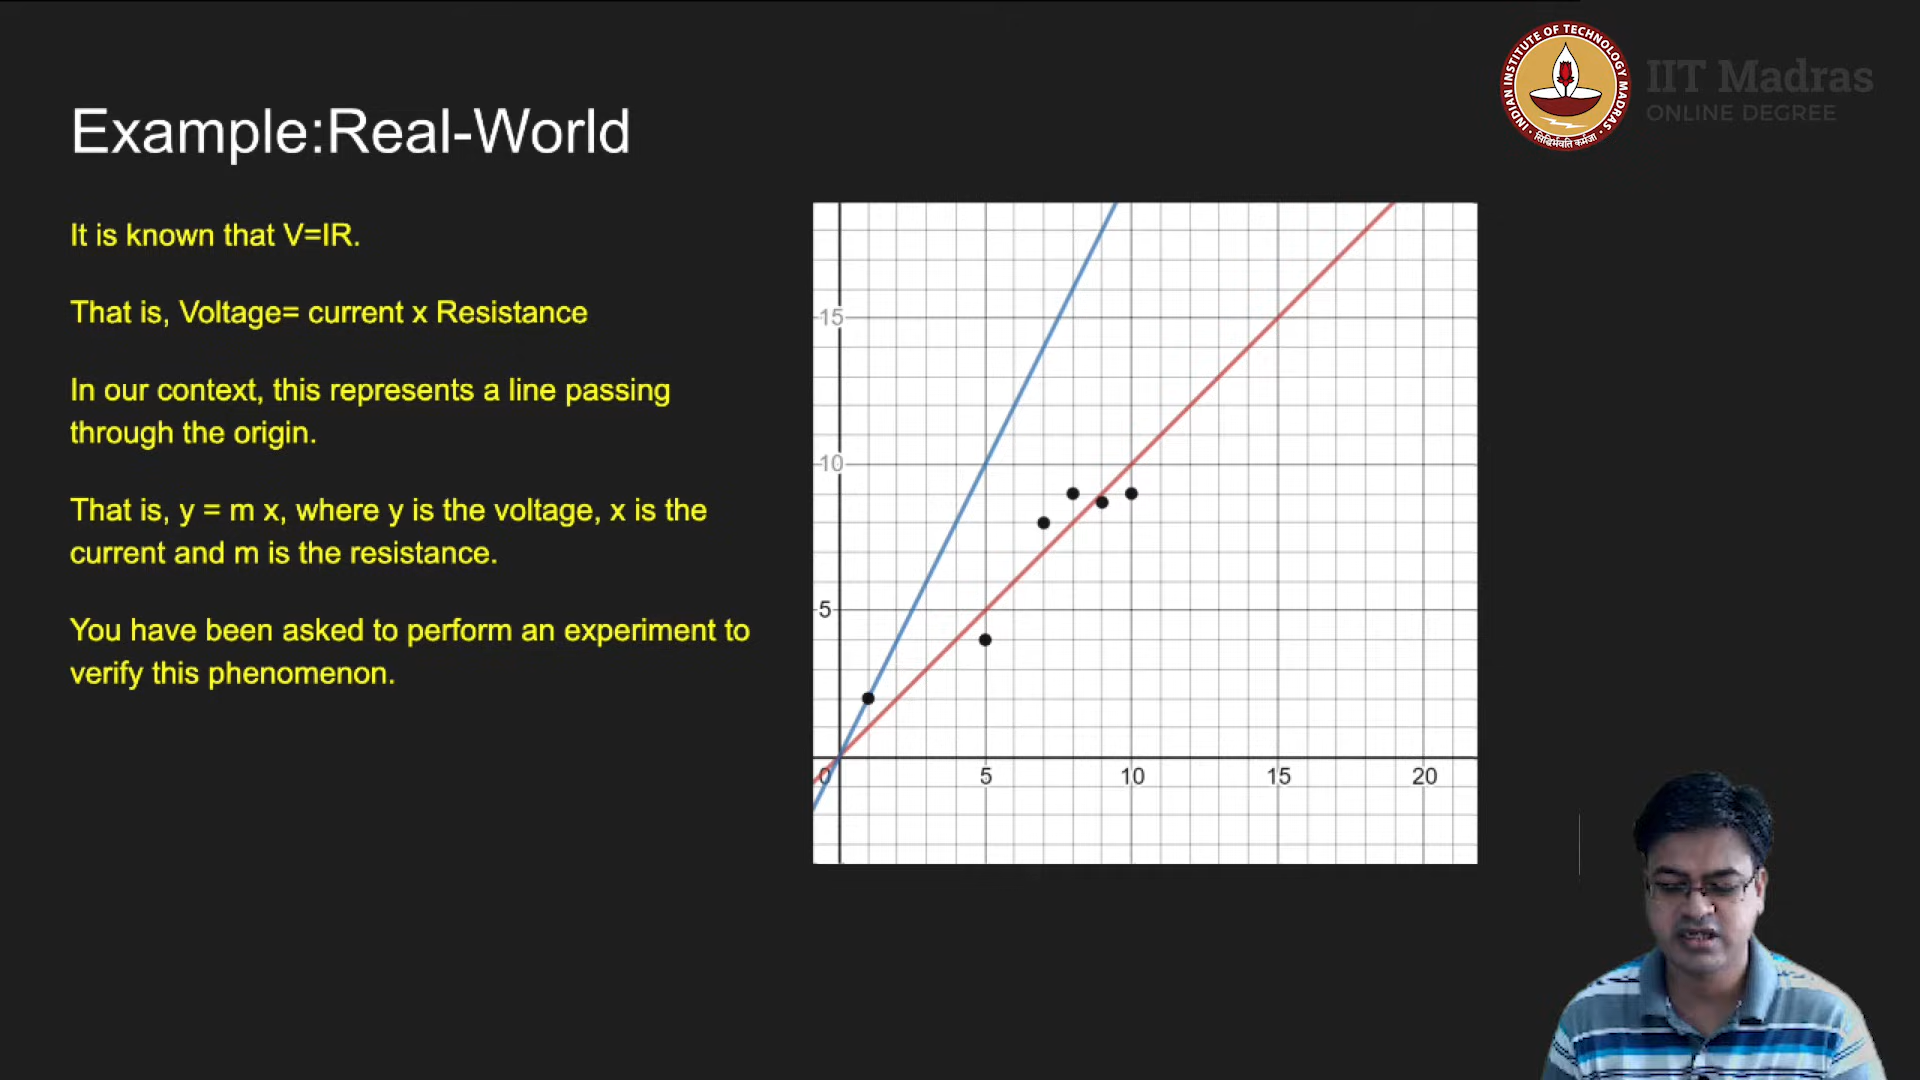 INDIAN INSTITUTE OF TECHNOLOGY MADRAS
सिद्धिर्भवति कर्मजा
IIT Madras
ONLINE DEGREE
Example:Real-World
It is known that V=IR.
That is, Voltage= current x Resistance
In our context, this represents a line passing
through the origin.
That is, y = m x, where y is the voltage, x is the
current and m is the resistance.
You have been asked to perform an experiment to
verify this phenomenon.
15
10
5
0 5 10 15 20